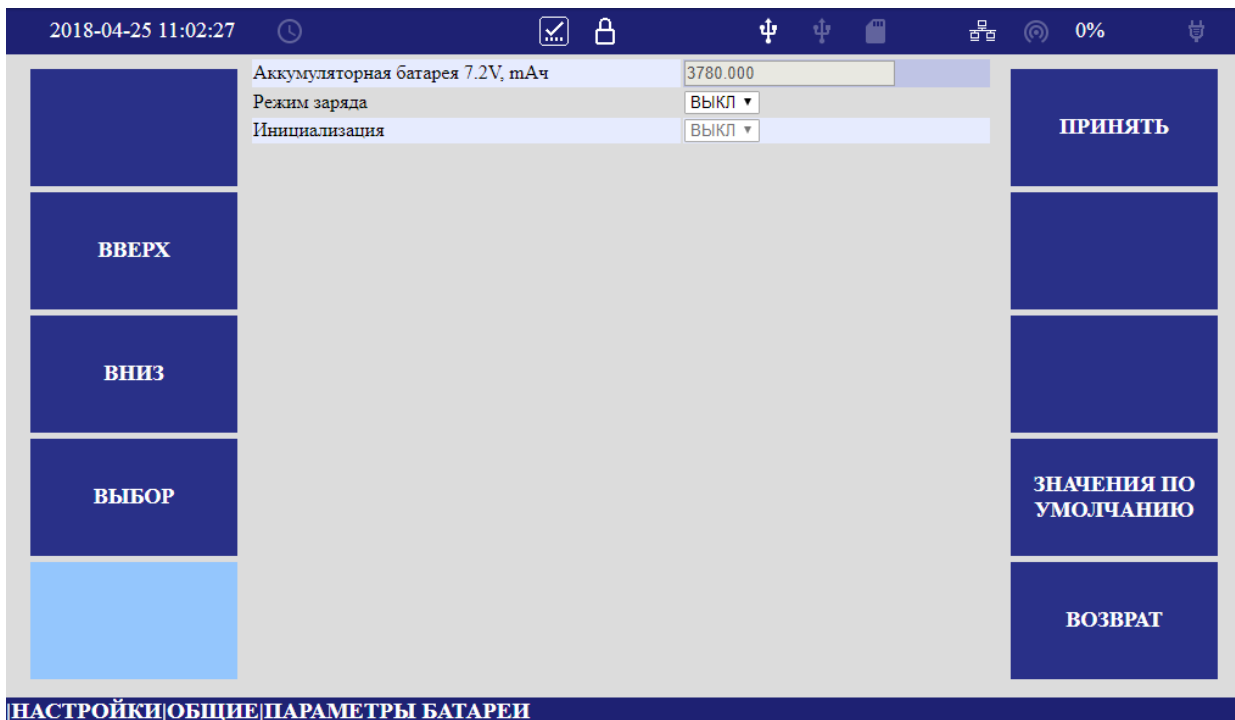 2018-04-25 11:02:27 0%
Аккумуляторная батарея 7.2V, mAч 3780.000
Режим заряда ВЫКЛ
Инициализация ВЫКЛ
ПРИНЯТЬ
ВВЕРХ
ВНИЗ
ВЫБОР
ЗНАЧЕНИЯ ПО
УМОЛЧАНИЮ
ВОЗВРАТ
|НАСТРОЙКИ|ОБЩИЕ|ПАРАМЕТРЫ БАТАРЕИ